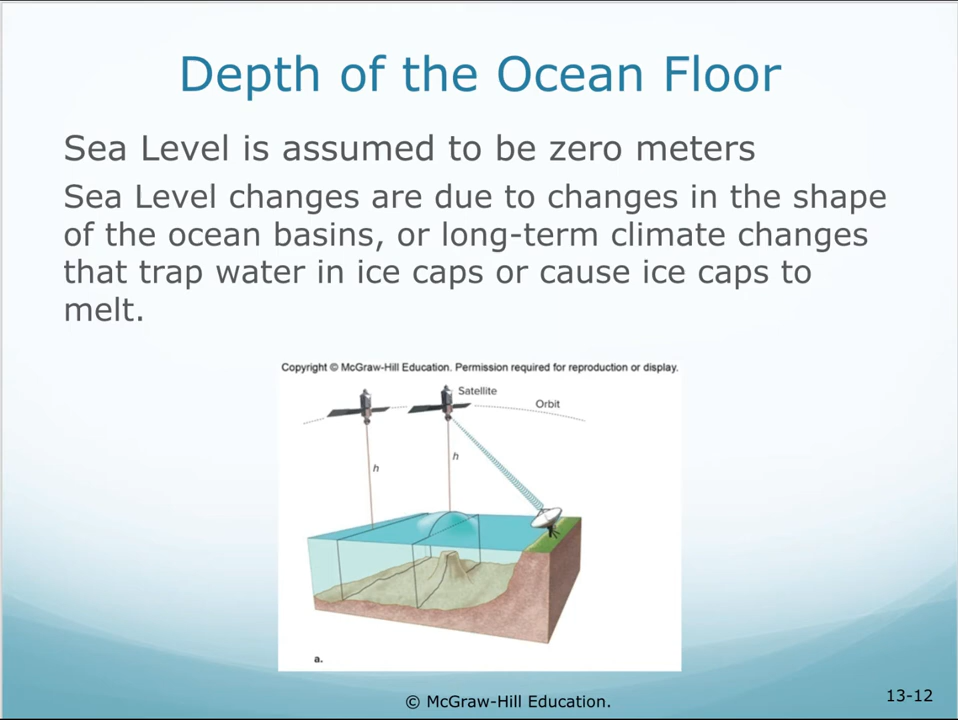 Depth of the Ocean Floor
Sea Level is assumed to be zero meters
Sea Level changes are due to changes in the shape
of the ocean basins, or long-term climate changes
that trap water in ice caps or cause ice caps to
melt.
Copyright © McGraw-Hill Education. Permission required for reproduction or display.
Satellite
Orbit
h
h
a.
© McGraw-Hill Education.
13-12